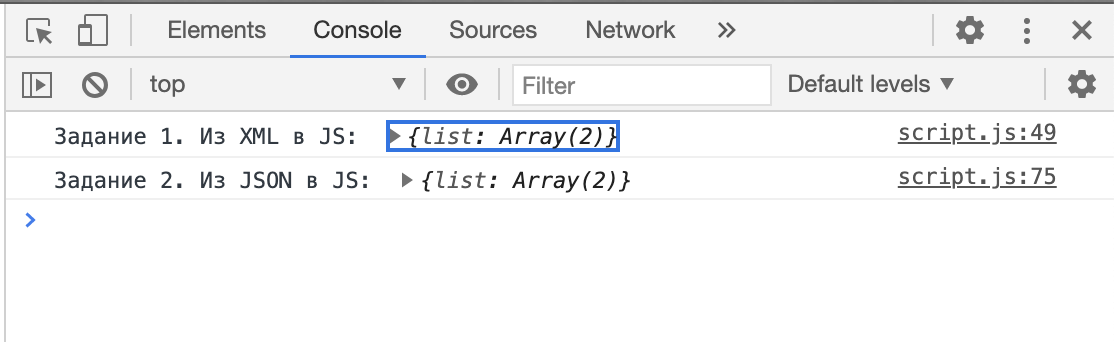 Elements Console Sources Network »
top Filter Default levels
Задание 1. Из XML в JS: {list: Array(2)} script.js:49
Задание 2. Из JSON в JS: {list: Array(2)} script.js:75